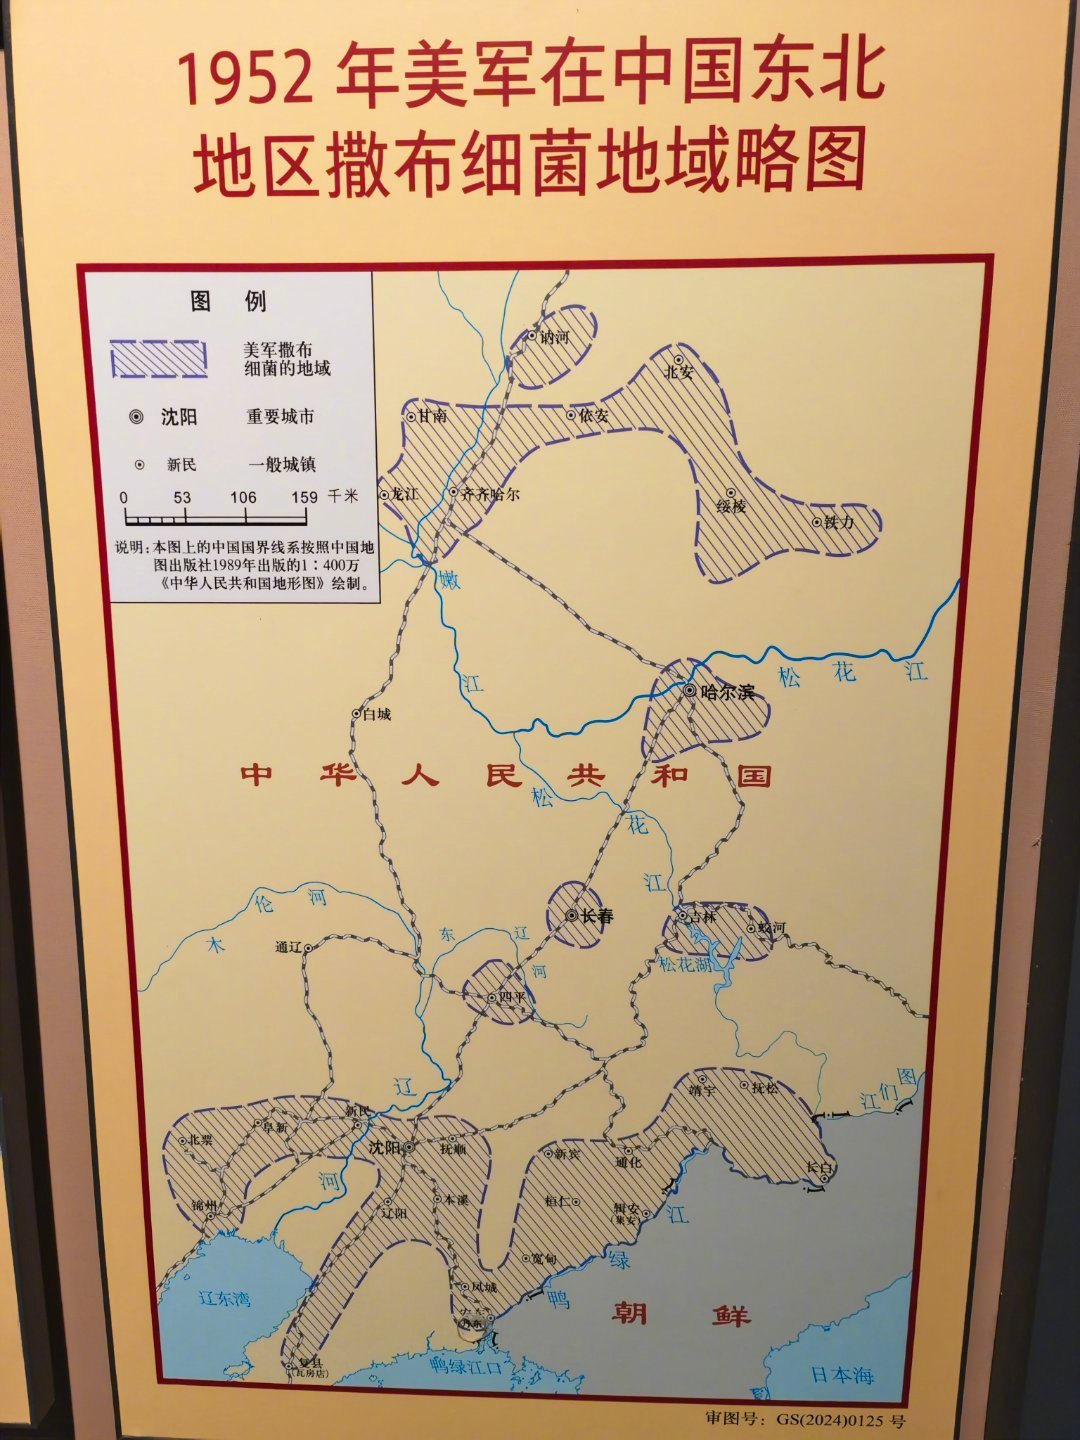 1952年美军在中国东北
地区撒布细菌地域略图
图 例
美军撒布
细菌的地域
沈阳 重要城市
新民 一般城镇
0 53 106 159 千米
说明：本图上的中国国界线系按照中国地
图出版社1989年出版的1：400万
《中华人民共和国地形图》绘制。
讷河
北安
甘南
依安
龙江
齐齐哈尔
绥棱
铁力
嫩
江
哈尔滨
松花江
白城
中华人民共和国
松
花
江
长春
吉林
蛟河
松花湖
木伦河
通辽
东辽河
四平
辽
河
靖宇
抚松
图们江
新民
阜新
北票
沈阳
抚顺
新宾
通化
长白
锦州
辽阳
本溪
桓仁
辑安
（集安）
宽甸
凤城
丹东
鸭绿江
辽东湾
朝鲜
复县
（瓦房店）
鸭绿江口
日本海
审图号：GS(2024)0125号